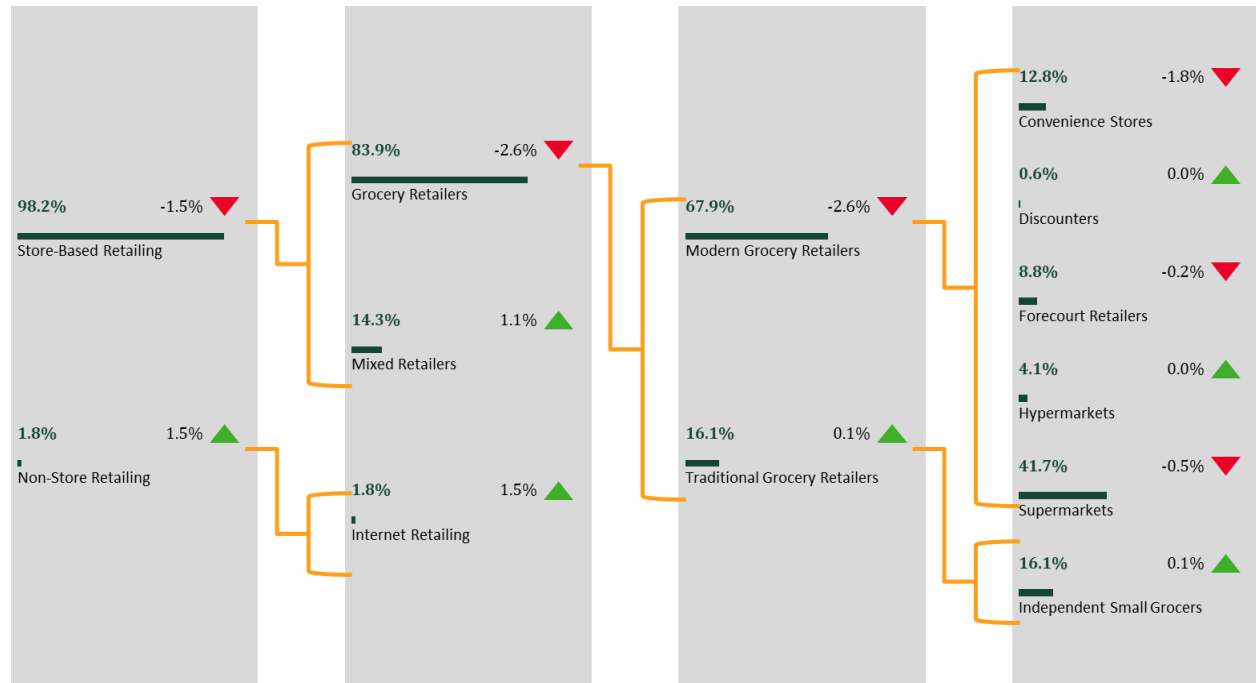 98.2% -1.5%
Store-Based Retailing
1.8% 1.5%
Non-Store Retailing
83.9% -2.6%
Grocery Retailers
14.3% 1.1%
Mixed Retailers
1.8% 1.5%
Internet Retailing
67.9% -2.6%
Modern Grocery Retailers
16.1% 0.1%
Traditional Grocery Retailers
12.8% -1.8%
Convenience Stores
0.6% 0.0%
Discounters
8.8% -0.2%
Forecourt Retailers
4.1% 0.0%
Hypermarkets
41.7% -0.5%
Supermarkets
16.1% 0.1%
Independent Small Grocers